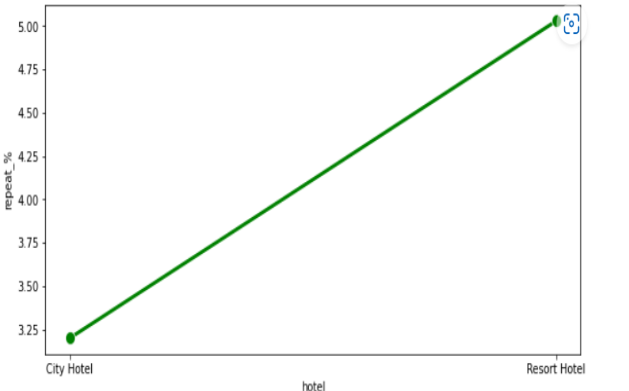 5.00
4.75
4.50
4.25
4.00
3.75
3.50
3.25
repeat_%
City Hotel
Resort Hotel
hotel